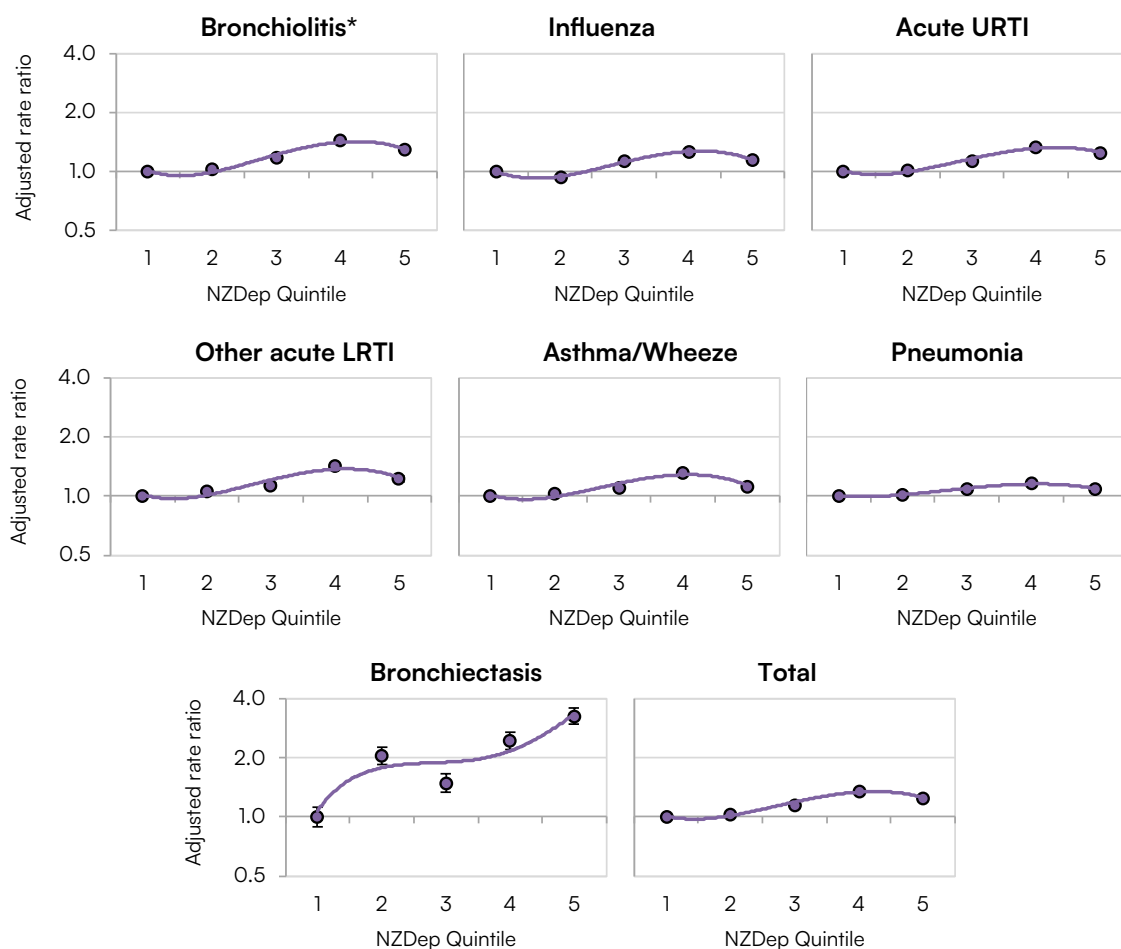 Bronchiolitis* Influenza Acute URTI
Adjusted rate ratio
4.0
2.0
1.0
0.5
1 2 3 4 5 1 2 3 4 5 1 2 3 4 5
NZDep Quintile NZDep Quintile NZDep Quintile
Other acute LRTI Asthma/Wheeze Pneumonia
Adjusted rate ratio
4.0
2.0
1.0
0.5
1 2 3 4 5 1 2 3 4 5 1 2 3 4 5
NZDep Quintile NZDep Quintile NZDep Quintile
Bronchiectasis Total
Adjusted rate ratio
4.0
2.0
1.0
0.5
1 2 3 4 5 1 2 3 4 5
NZDep Quintile NZDep Quintile